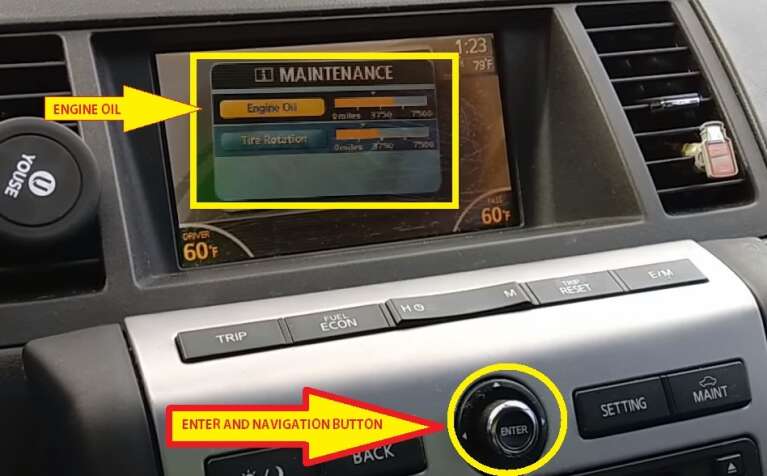 1:23
79°F
i MAINTENANCE
ENGINE OIL
Engine Oil
0miles 3750 7500
Tire Rotation
0miles 3750 7500
U
YOUSE
DRIVER
60°F
60°F
TRIP
FUEL
ECON
H
M
TRIP
RESET
E/M
ENTER
SETTING
MAINT
ENTER AND NAVIGATION BUTTON
BACK